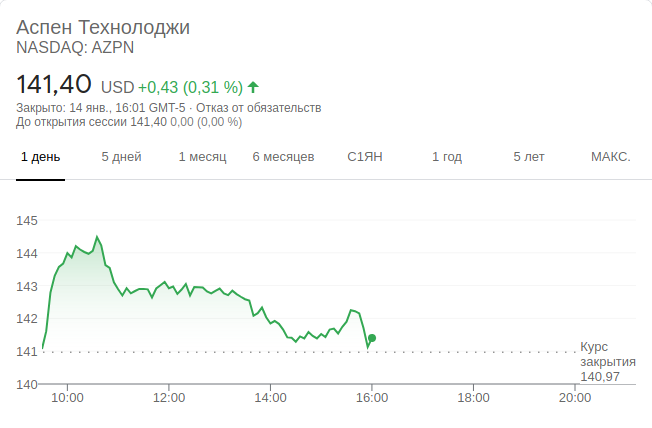 Аспен Технолоджи
NASDAQ: AZPN
141,40 USD +0,43 (0,31 %)
Закрыто: 14 янв., 16:01 GMT-5 · Отказ от обязательств
До открытия сессии 141,40 0,00 (0,00 %)
1 день 5 дней 1 месяц 6 месяцев С1ЯН 1 год 5 лет МАКС.
145
144
143
142
141
140
Курс
закрытия
140,97
10:00 12:00 14:00 16:00 18:00 20:00